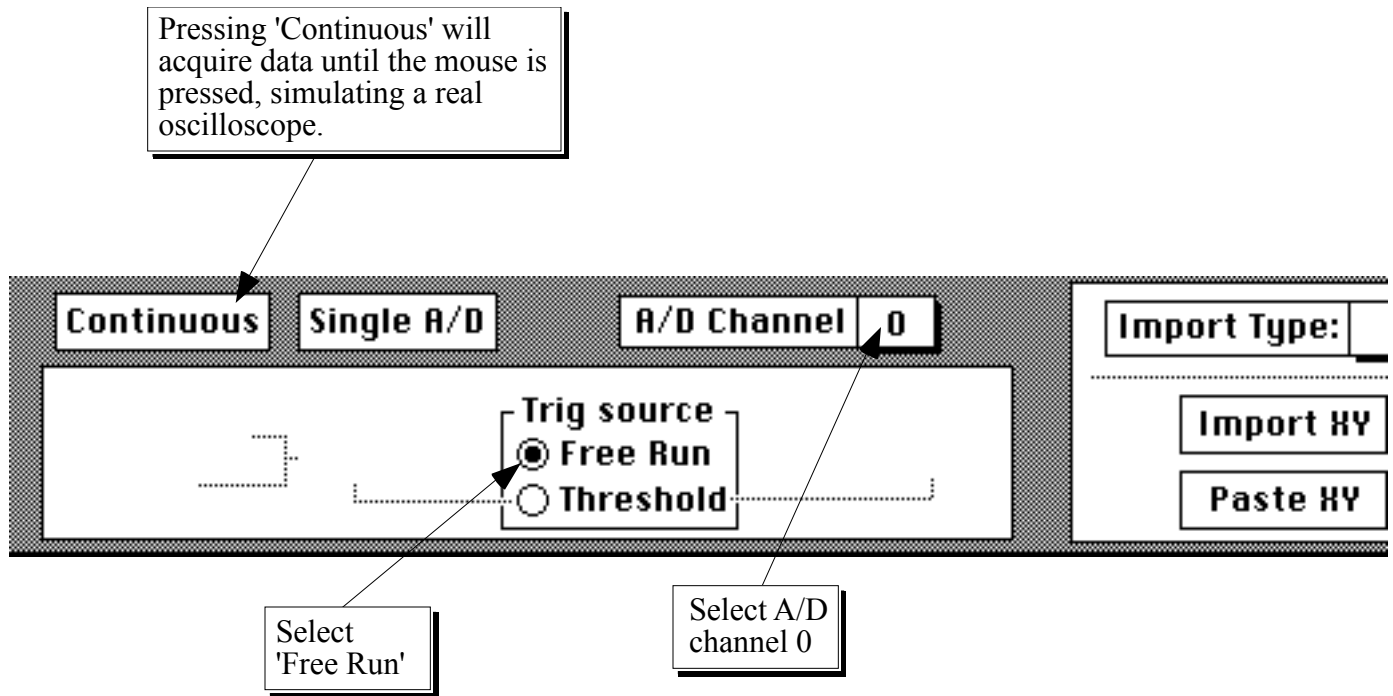 Pressing 'Continuous' will
acquire data until the mouse is
pressed, simulating a real
oscilloscope.
Continuous
Single A/D
A/D Channel
0
Import Type:
Trig source
Free Run
Threshold
Import XY
Paste XY
Select
'Free Run'
Select A/D
channel 0